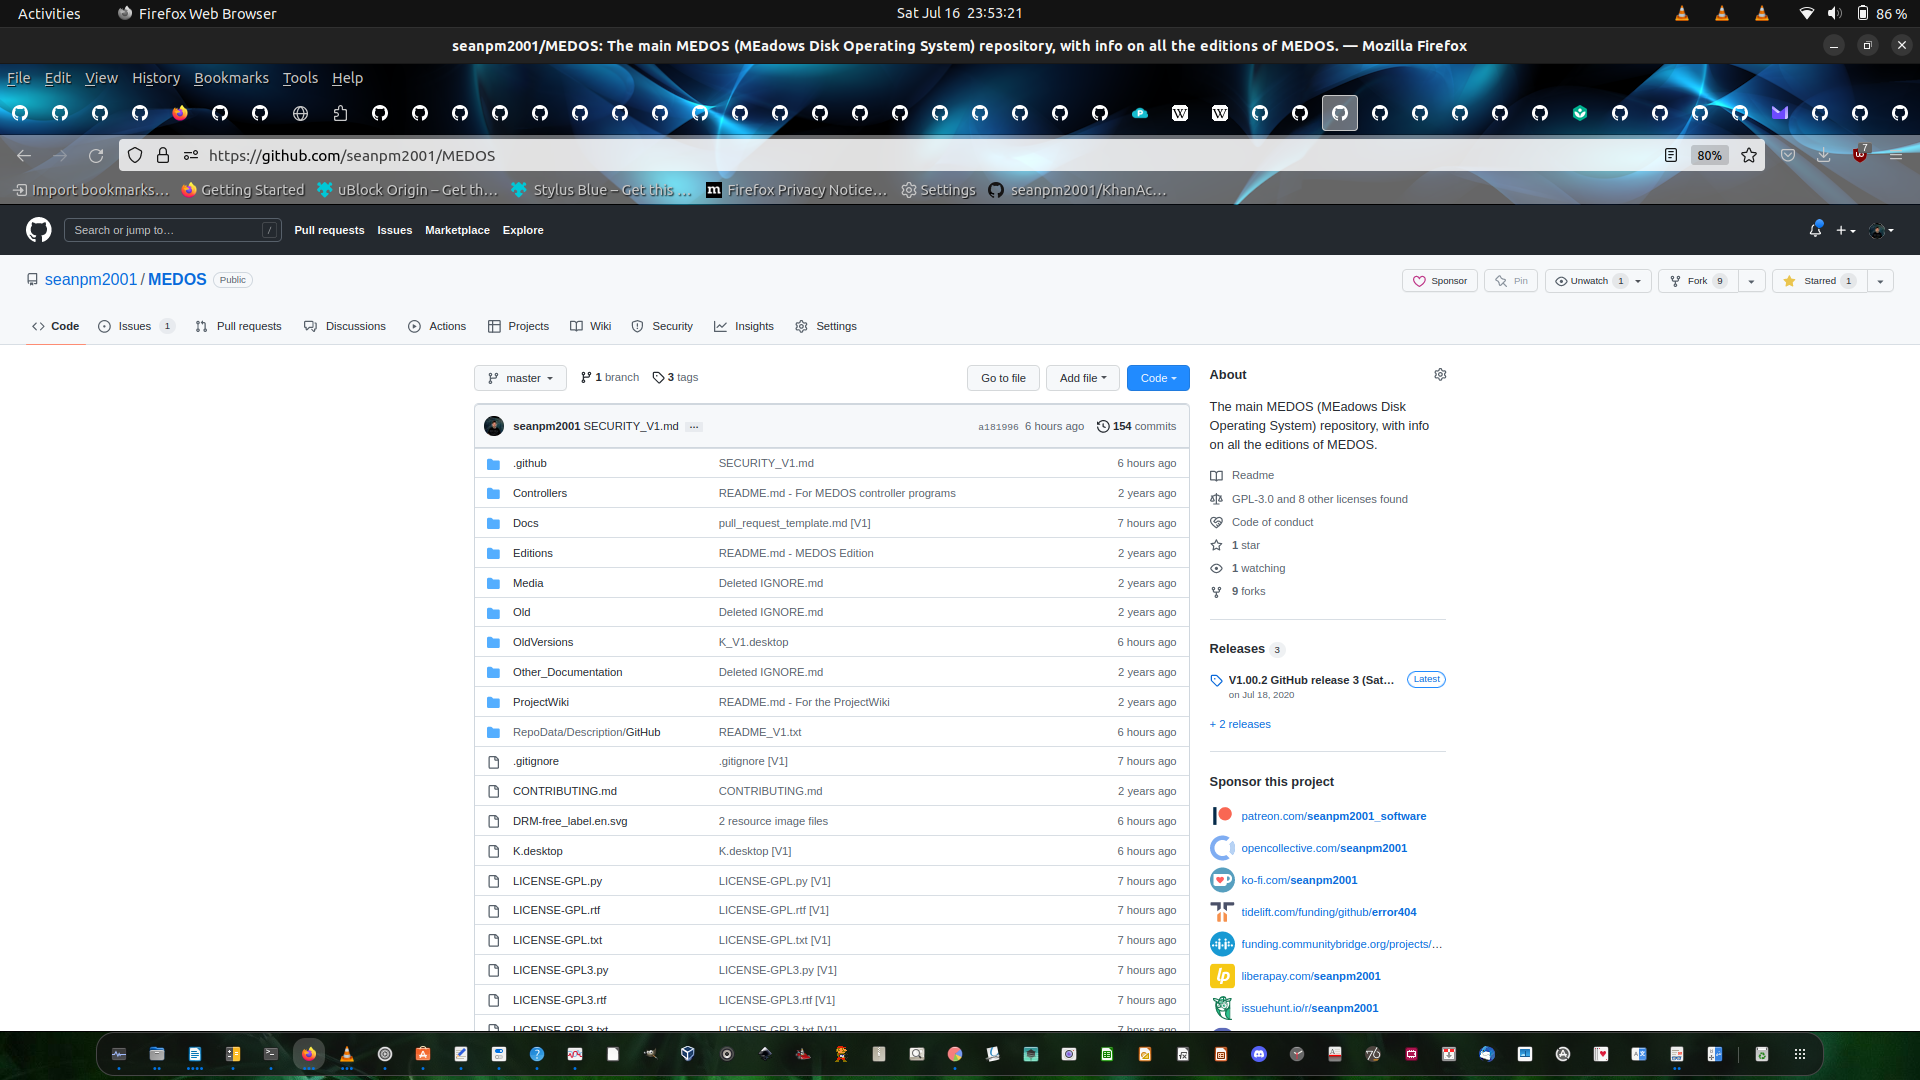 Activities Firefox Web Browser Sat Jul 16 23:53:21 86 %
seanpm2001/MEDOS: The main MEDOS (MEadows Disk Operating System) repository, with info on all the editions of MEDOS. — Mozilla Firefox
File Edit View History Bookmarks Tools Help
https://github.com/seanpm2001/MEDOS 80% 7
Import bookmarks… Getting Started uBlock Origin – Get th… Stylus Blue – Get this … Firefox Privacy Notice… Settings seanpm2001/KhanAc…
Search or jump to… / Pull requests Issues Marketplace Explore
seanpm2001 / MEDOS Public Sponsor Pin Unwatch 1 Fork 9 Starred 1
Code Issues 1 Pull requests Discussions Actions Projects Wiki Security Insights Settings
master 1 branch 3 tags Go to file Add file Code
seanpm2001 SECURITY_V1.md ... a181996 6 hours ago 154 commits
.github SECURITY_V1.md 6 hours ago
Controllers README.md - For MEDOS controller programs 2 years ago
Docs pull_request_template.md [V1] 7 hours ago
Editions README.md - MEDOS Edition 2 years ago
Media Deleted IGNORE.md 2 years ago
Old Deleted IGNORE.md 2 years ago
OldVersions K_V1.desktop 6 hours ago
Other_Documentation Deleted IGNORE.md 2 years ago
ProjectWiki README.md - For the ProjectWiki 2 years ago
RepoData/Description/GitHub README_V1.txt 6 hours ago
.gitignore .gitignore [V1] 7 hours ago
CONTRIBUTING.md CONTRIBUTING.md 2 years ago
DRM-free_label.en.svg 2 resource image files 6 hours ago
K.desktop K.desktop [V1] 6 hours ago
LICENSE-GPL.py LICENSE-GPL.py [V1] 7 hours ago
LICENSE-GPL.rtf LICENSE-GPL.rtf [V1] 7 hours ago
LICENSE-GPL.txt LICENSE-GPL.txt [V1] 7 hours ago
LICENSE-GPL3.py LICENSE-GPL3.py [V1] 7 hours ago
LICENSE-GPL3.rtf LICENSE-GPL3.rtf [V1] 7 hours ago
LICENSE-GPL3.txt LICENSE-GPL3.txt [V1] 7 hours ago
About
The main MEDOS (MEadows Disk
Operating System) repository, with info
on all the editions of MEDOS.
Readme
GPL-3.0 and 8 other licenses found
Code of conduct
1 star
1 watching
9 forks
Releases 3
V1.00.2 GitHub release 3 (Sat... Latest
on Jul 18, 2020
+ 2 releases
Sponsor this project
patreon.com/seanpm2001_software
opencollective.com/seanpm2001
ko-fi.com/seanpm2001
tidelift.com/funding/github/error404
funding.communitybridge.org/projects/…
liberapay.com/seanpm2001
issuehunt.io/r/seanpm2001